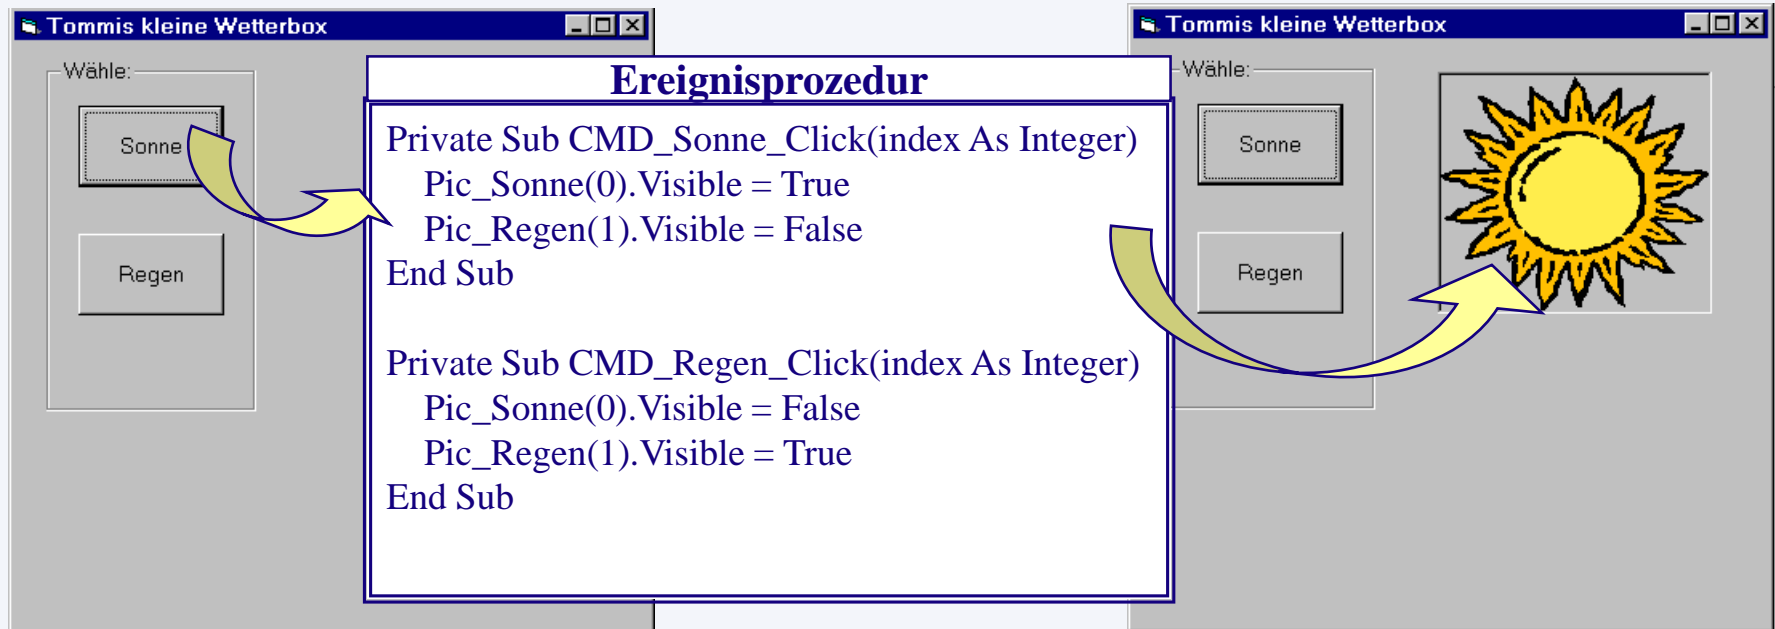 Tommis kleine Wetterbox
Wähle:
Sonne
Regen
Ereignisprozedur
Private Sub CMD_Sonne_Click(index As Integer)
Pic_Sonne(0).Visible = True
Pic_Regen(1).Visible = False
End Sub
Private Sub CMD_Regen_Click(index As Integer)
Pic_Sonne(0).Visible = False
Pic_Regen(1).Visible = True
End Sub
Tommis kleine Wetterbox
Wähle:
Sonne
Regen